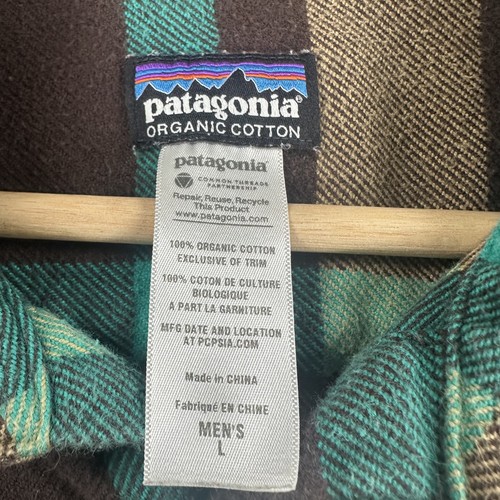 patagonia®
ORGANIC COTTON
patagonia®
COMMON THREADS
PARTNERSHIP
Repair, Reuse, Recycle
This Product
www.patagonia.com
100% ORGANIC COTTON
EXCLUSIVE OF TRIM
100% COTON DE CULTURE
BIOLOGIQUE
A PART LA GARNITURE
MFG DATE AND LOCATION
AT PCPSIA.COM
Made in CHINA
Fabriqué EN CHINE
MEN'S
L